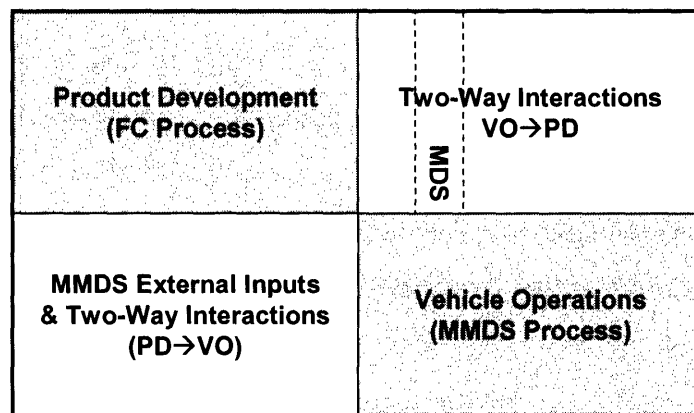 Product Development
(FC Process)
Two-Way Interactions
VO→PD
MDS
MMDS External Inputs
& Two-Way Interactions
(PD→VO)
Vehicle Operations
(MMDS Process)